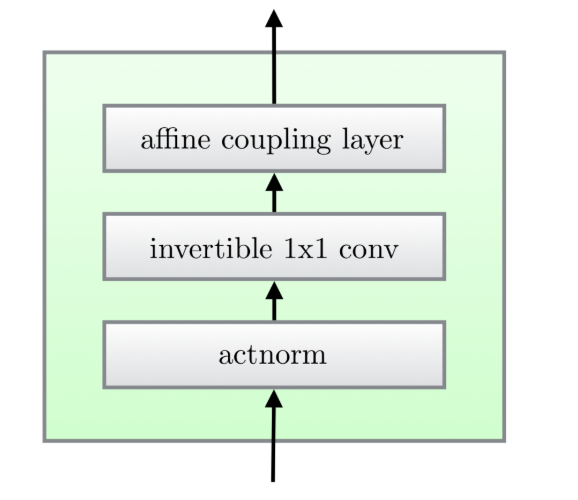 affine coupling layer
invertible 1x1 conv
actnorm